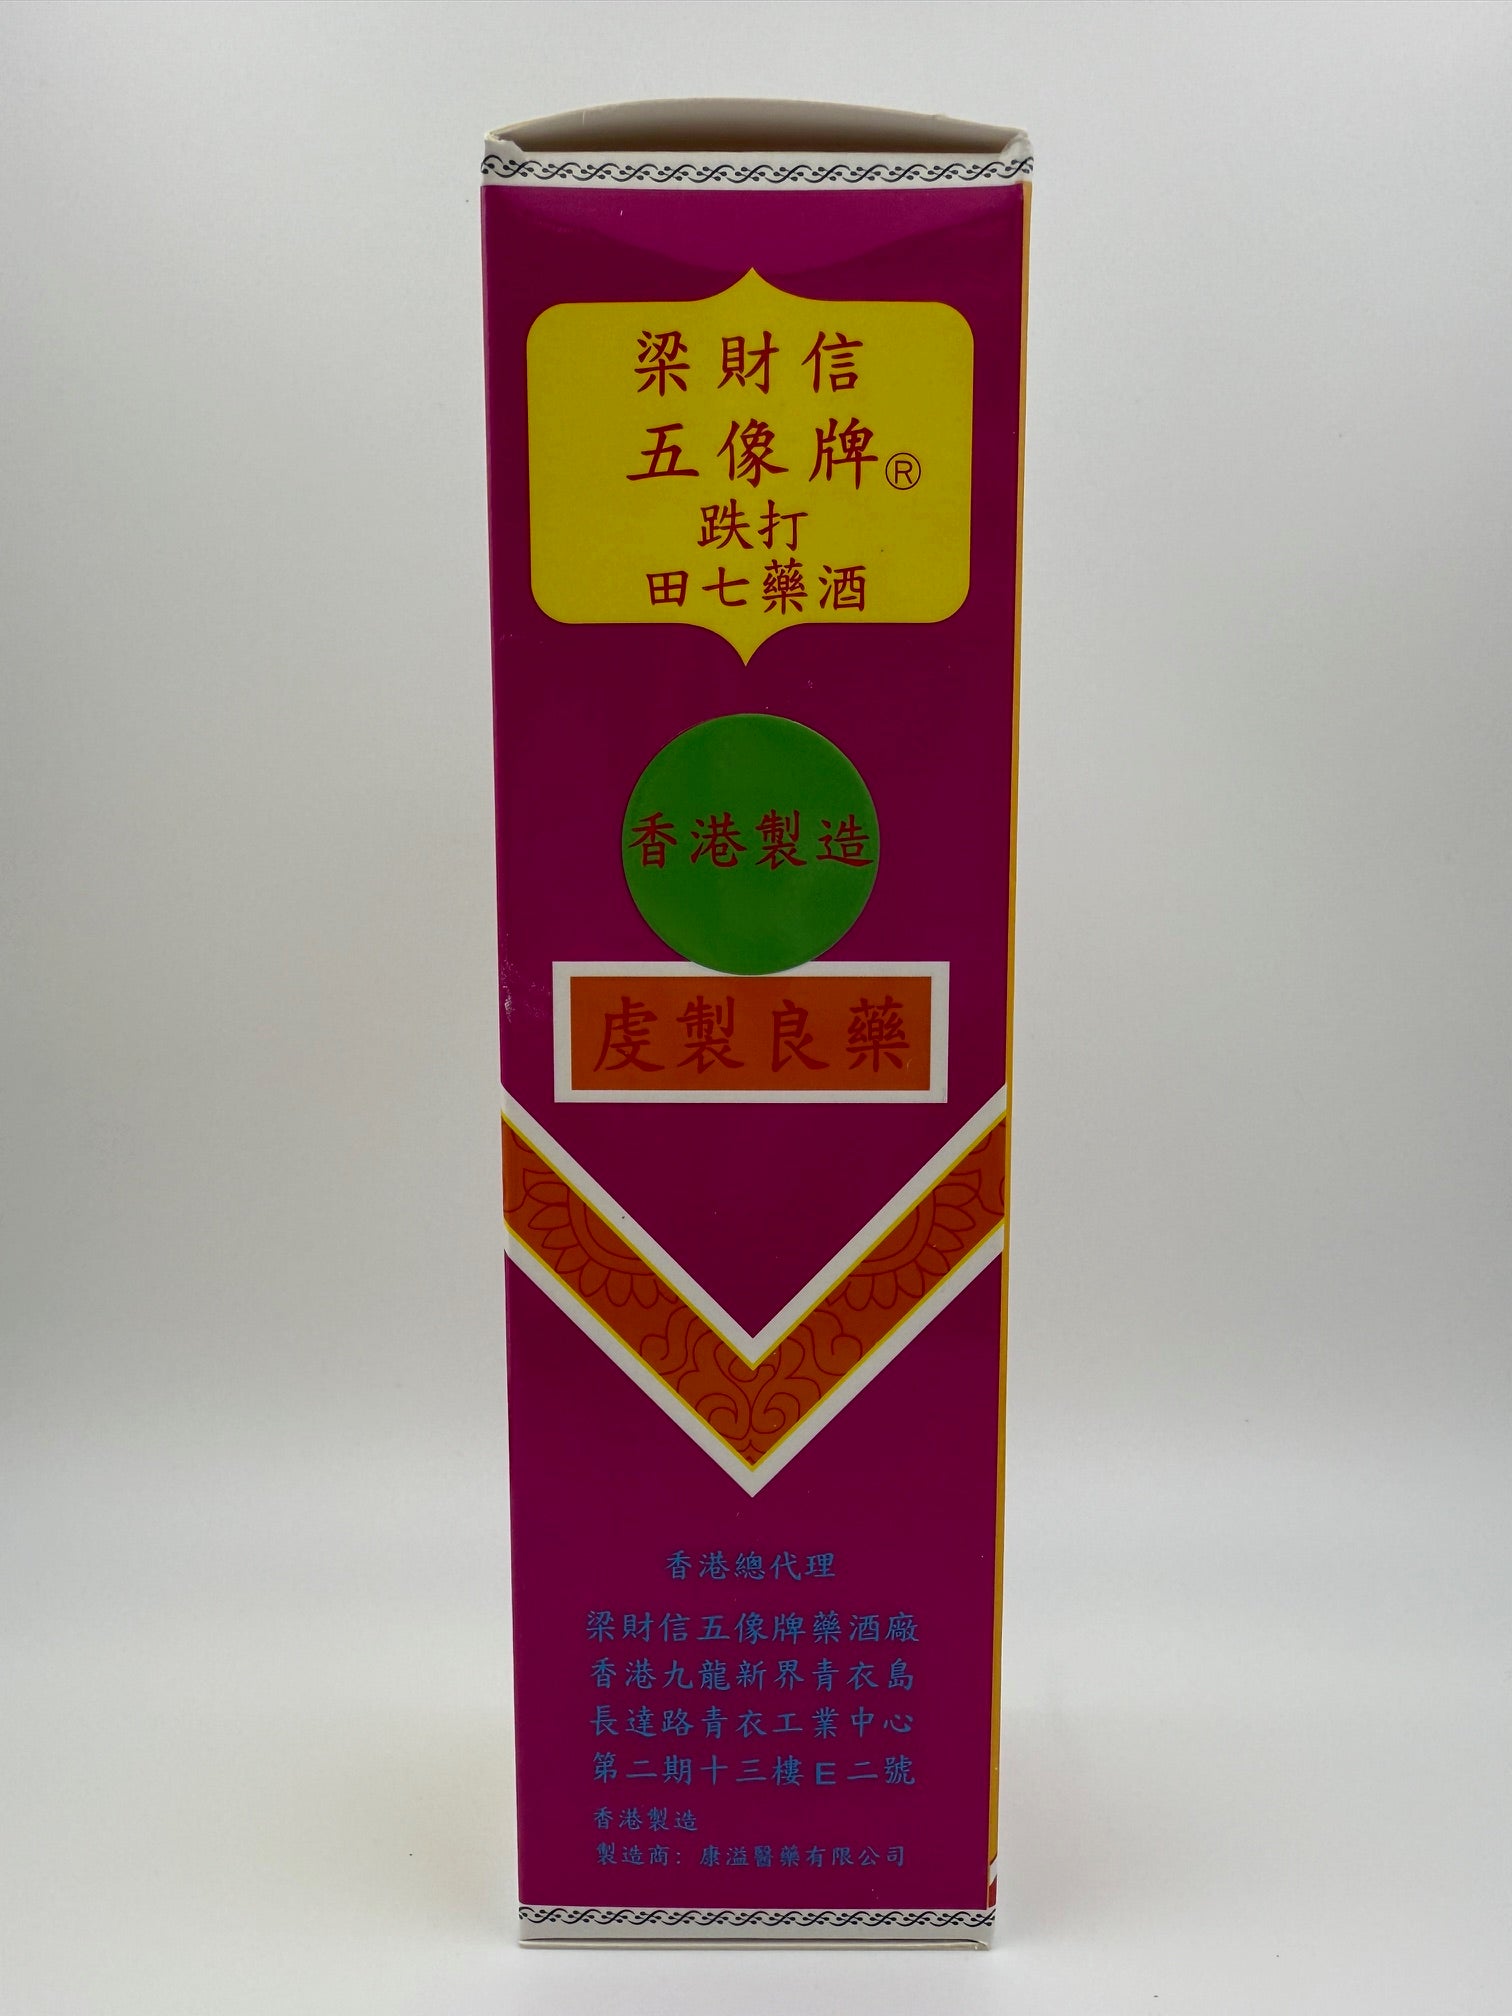 梁財信
五像牌®
跌打
田七藥酒
香港製造
虔製良藥
香港總代理
梁財信五像牌藥酒廠
香港九龍新界青衣島
長達路青衣工業中心
第二期十三樓E二號
香港製造
製造商：康溢醫藥有限公司